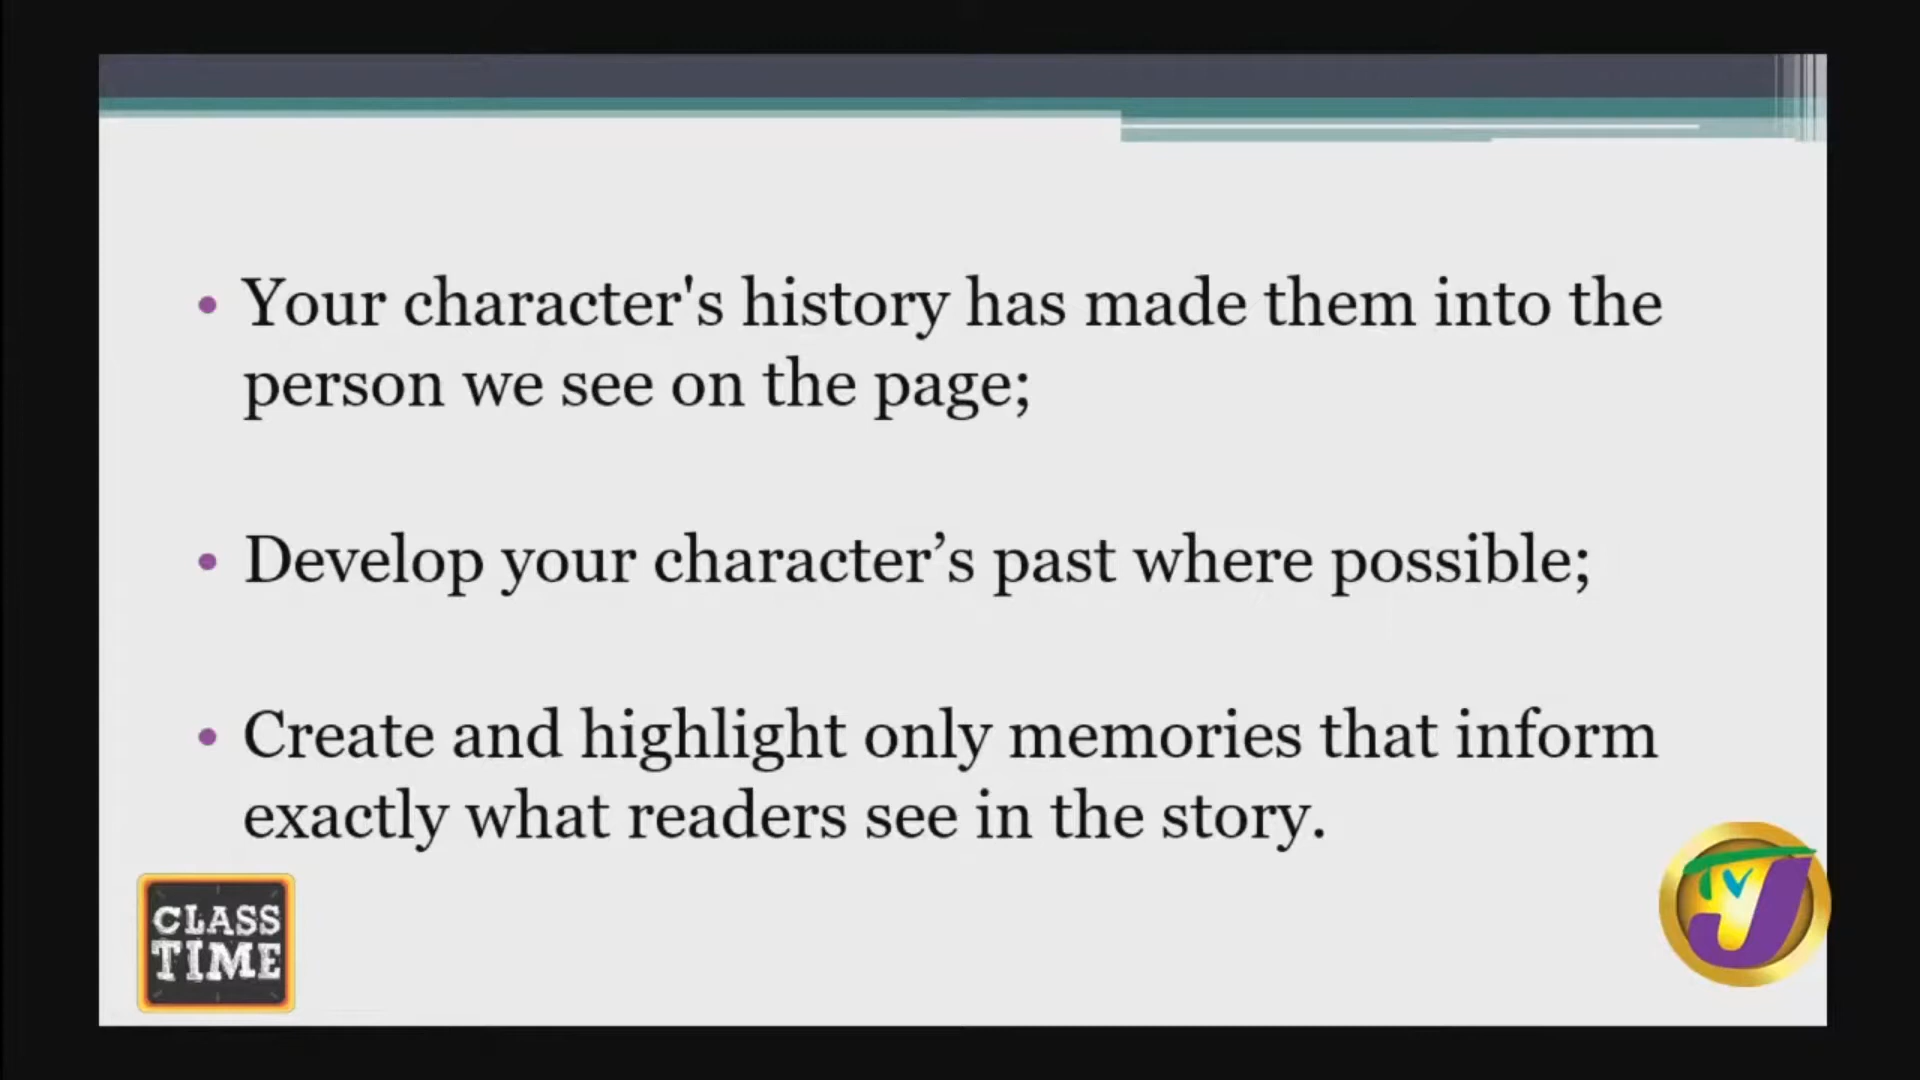 • Your character's history has made them into the
person we see on the page;
• Develop your character’s past where possible;
• Create and highlight only memories that inform
exactly what readers see in the story.
CLASS
TIME
TVJ